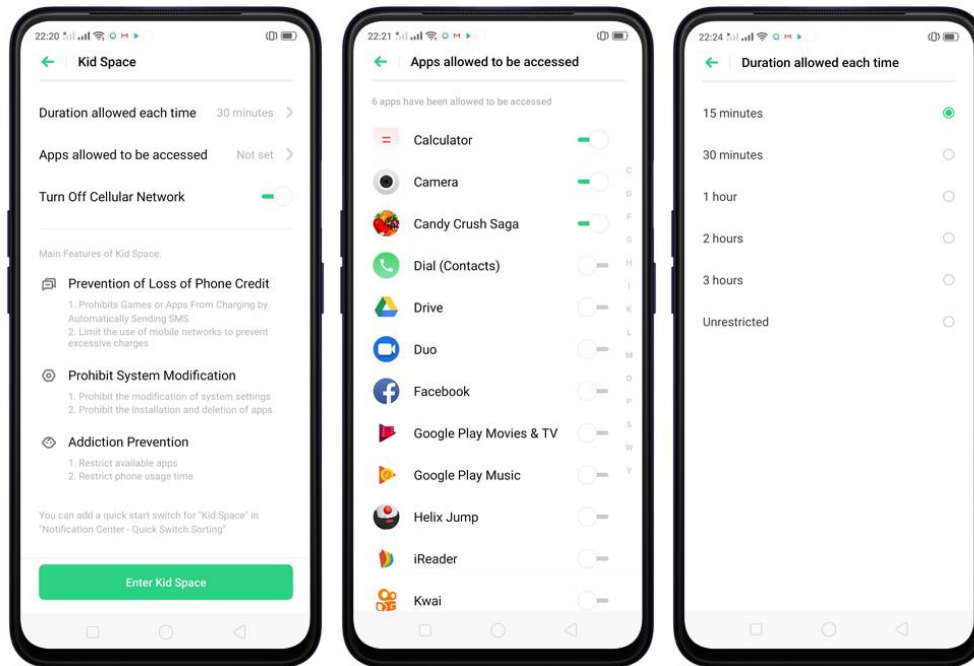 22:20
Kid Space
Duration allowed each time 30 minutes
Apps allowed to be accessed Not set
Turn Off Cellular Network
Main Features of Kid Space:
Prevention of Loss of Phone Credit
1. Prohibits Games or Apps From Charging by
Automatically Sending SMS
2. Limit the use of mobile networks to prevent
excessive charges
Prohibit System Modification
1. Prohibit the modification of system settings
2. Prohibit the installation and deletion of apps
Addiction Prevention
1. Restrict available apps
2. Restrict phone usage time
You can add a quick start switch for "Kid Space" in
"Notification Center - Quick Switch Sorting"
Enter Kid Space
22:21
Apps allowed to be accessed
6 apps have been allowed to be accessed
Calculator
Camera
Candy Crush Saga
Dial (Contacts)
Drive
Duo
Facebook
Google Play Movies & TV
Google Play Music
Helix Jump
iReader
Kwai
C
D
F
G
H
I
K
L
M
O
P
S
W
Y
22:24
Duration allowed each time
15 minutes
30 minutes
1 hour
2 hours
3 hours
Unrestricted